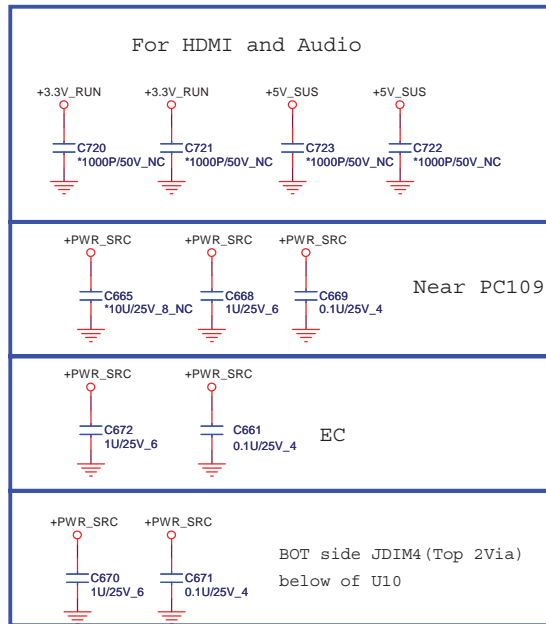 For HDMI and Audio
+3.3V_RUN +3.3V_RUN +5V_SUS +5V_SUS
C720 C721 C723 C722
*1000P/50V_NC *1000P/50V_NC *1000P/50V_NC *1000P/50V_NC
+PWR_SRC +PWR_SRC +PWR_SRC
Near PC109
C665 C668 C669
*10U/25V_8_NC 1U/25V_6 0.1U/25V_4
+PWR_SRC +PWR_SRC
C672 C661 EC
1U/25V_6 0.1U/25V_4
+PWR_SRC +PWR_SRC
BOT side JDIM4(Top 2Via)
C670 C671 below of U10
1U/25V_6 0.1U/25V_4